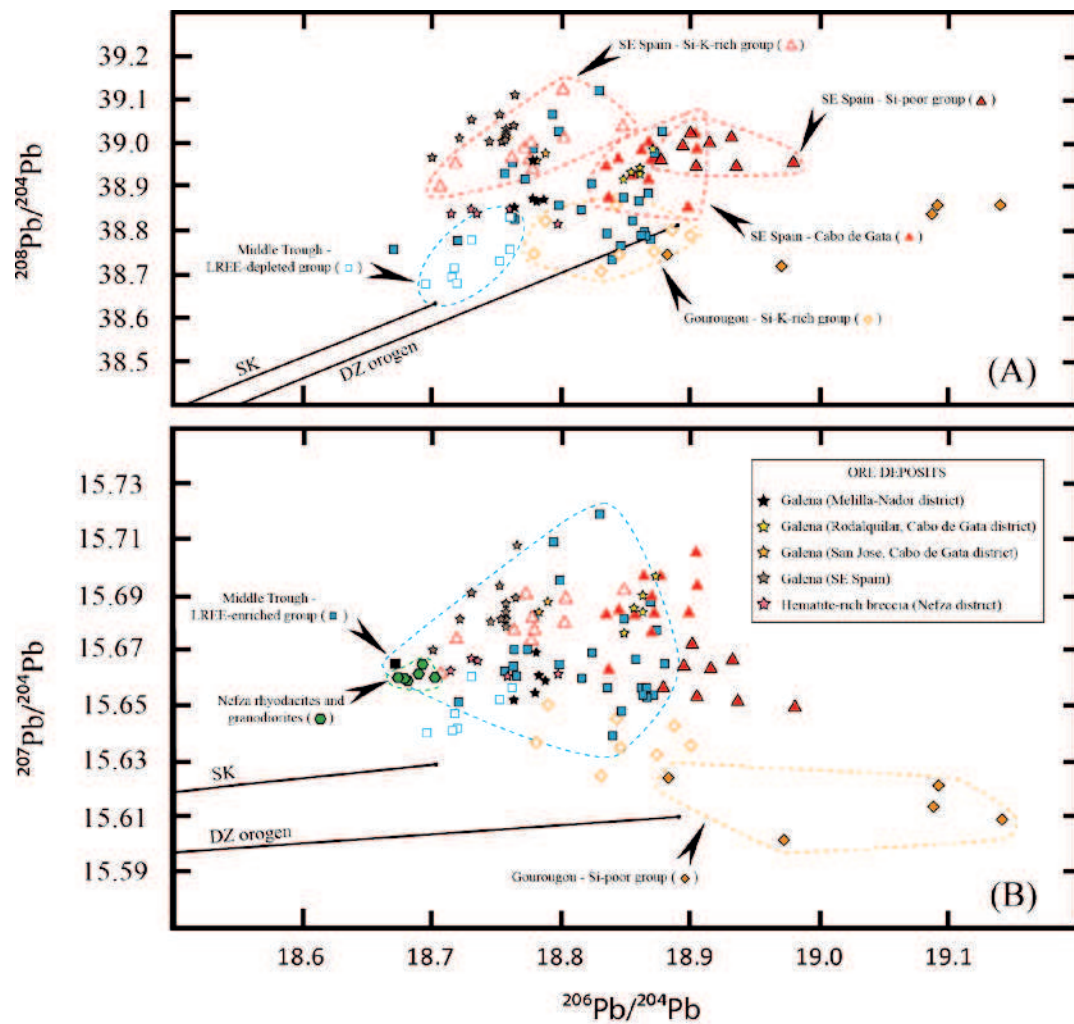 39.2
39.1
39.0
38.9
38.8
38.7
38.6
38.5
²⁰⁸Pb/²⁰⁴Pb
SE Spain - Si-K-rich group ( )
SE Spain - Si-poor group ( )
SE Spain - Cabo de Gata ( )
Middle Trough -
LREE-depleted group ( )
Gourougou - Si-K-rich group ( )
SK
DZ orogen
(A)
15.73
15.71
15.69
15.67
15.65
15.63
15.61
15.59
²⁰⁷Pb/²⁰⁴Pb
ORE DEPOSITS
Galena (Melilla-Nador district)
Galena (Rodalquilar, Cabo de Gata district)
Galena (San Jose, Cabo de Gata district)
Galena (SE Spain)
Hematite-rich breccia (Nefza district)
Middle Trough -
LREE-enriched group ( )
Nefza rhyodacites and
granodiorites ( )
SK
DZ orogen
Gourougou - Si-poor group ( )
(B)
18.6
18.7
18.8
18.9
19.0
19.1
²⁰⁶Pb/²⁰⁴Pb